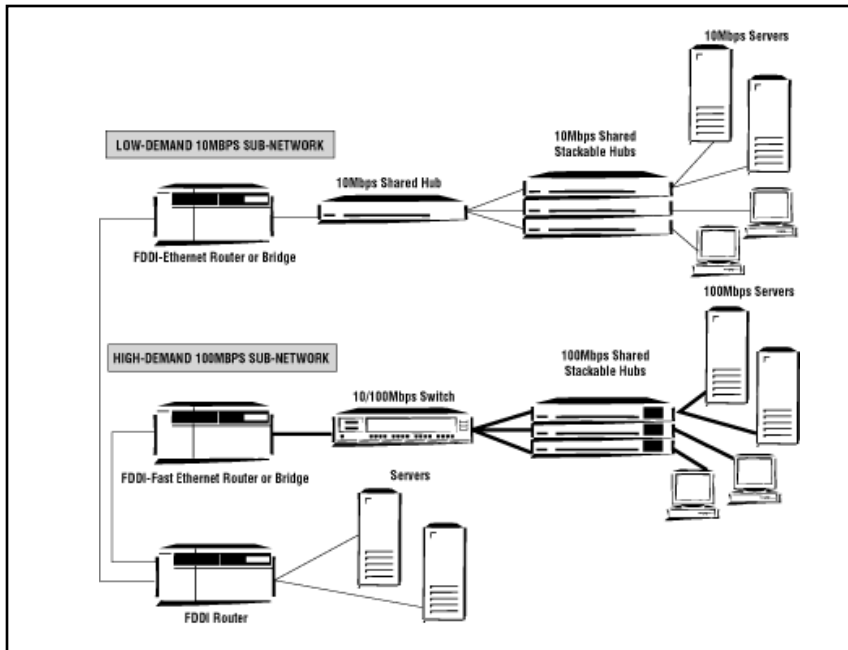 10Mbps Servers
LOW-DEMAND 10MBPS SUB-NETWORK
10Mbps Shared
Stackable Hubs
10Mbps Shared Hub
FDDI-Ethernet Router or Bridge
100Mbps Servers
HIGH-DEMAND 100MBPS SUB-NETWORK
100Mbps Shared
Stackable Hubs
10/100Mbps Switch
FDDI-Fast Ethernet Router or Bridge
Servers
FDDI Router